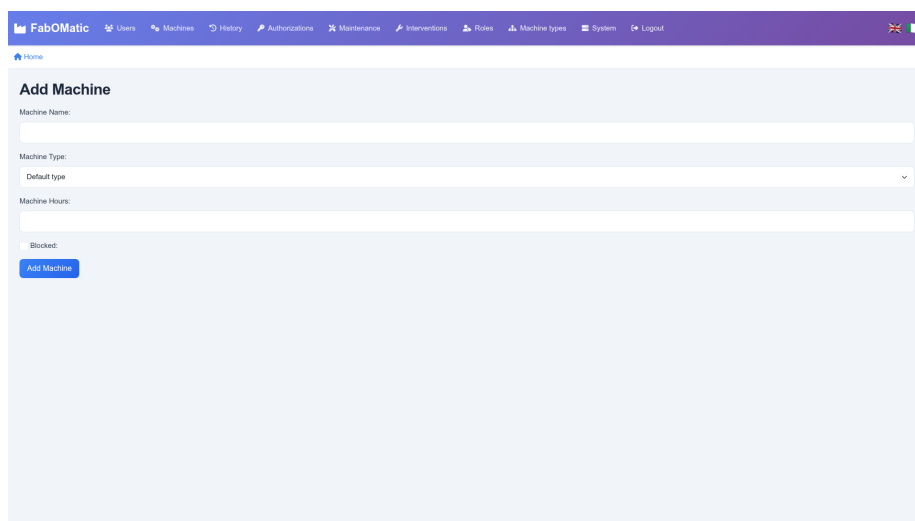 FabOMatic Users Machines History Authorizations Maintenance Interventions Roles Machine types System Logout
Home
Add Machine
Machine Name:
Machine Type:
Default type
Machine Hours:
Blocked:
Add Machine